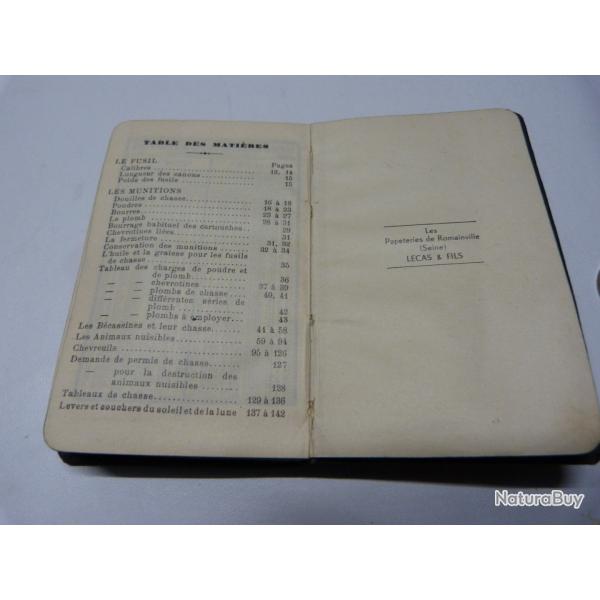 TABLE DES MATIÈRES
LE FUSIL Pages
Calibres 13, 14
Longueur des canons 15
Poids des fusils 15
LES MUNITIONS
Douilles de chasse 16 à 18
Poudres 18 à 23
Bourres 23 à 27
Le plomb 28 à 31
Bourrage habituel des cartouches 29
Chevrotines liées 31
La fermeture 31, 32
Conservation des munitions 32 à 34
L'huile et la graisse pour les fusils
de chasse 35
Tableau des charges de poudre et
de plomb 36
— — chevrotines 37 à 39
— — plombs de chasse 40, 41
— — différentes séries de
plomb 42
— — plombs à employer 43
Les Bécassines et leur chasse 44 à 58
Les Animaux nuisibles 59 à 94
Chevreuils 95 à 126
Demande de permis de chasse 127
— pour la destruction des
animaux nuisibles 128
Tableaux de chasse 129 à 136
Levers et couchers du soleil et de la lune 137 à 142
Les
Papeteries de Romainville
(Seine)
LECAS & FILS
NaturaBuy